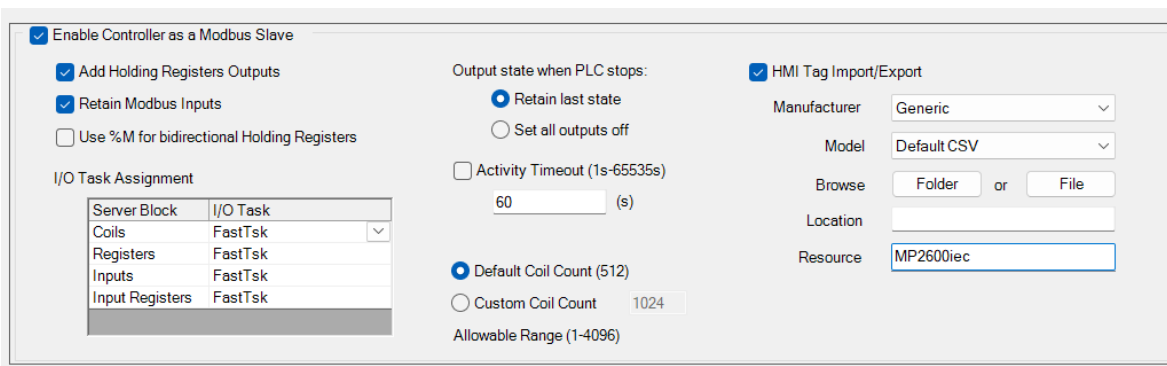 Enable Controller as a Modbus Slave
Add Holding Registers Outputs
Retain Modbus Inputs
Use %M for bidirectional Holding Registers
I/O Task Assignment
Server Block I/O Task
Coils FastTsk
Registers FastTsk
Inputs FastTsk
Input Registers FastTsk
Output state when PLC stops:
Retain last state
Set all outputs off
Activity Timeout (1s-65535s)
60 (s)
Default Coil Count (512)
Custom Coil Count 1024
Allowable Range (1-4096)
HMI Tag Import/Export
Manufacturer Generic
Model Default CSV
Browse Folder or File
Location
Resource MP2600iec